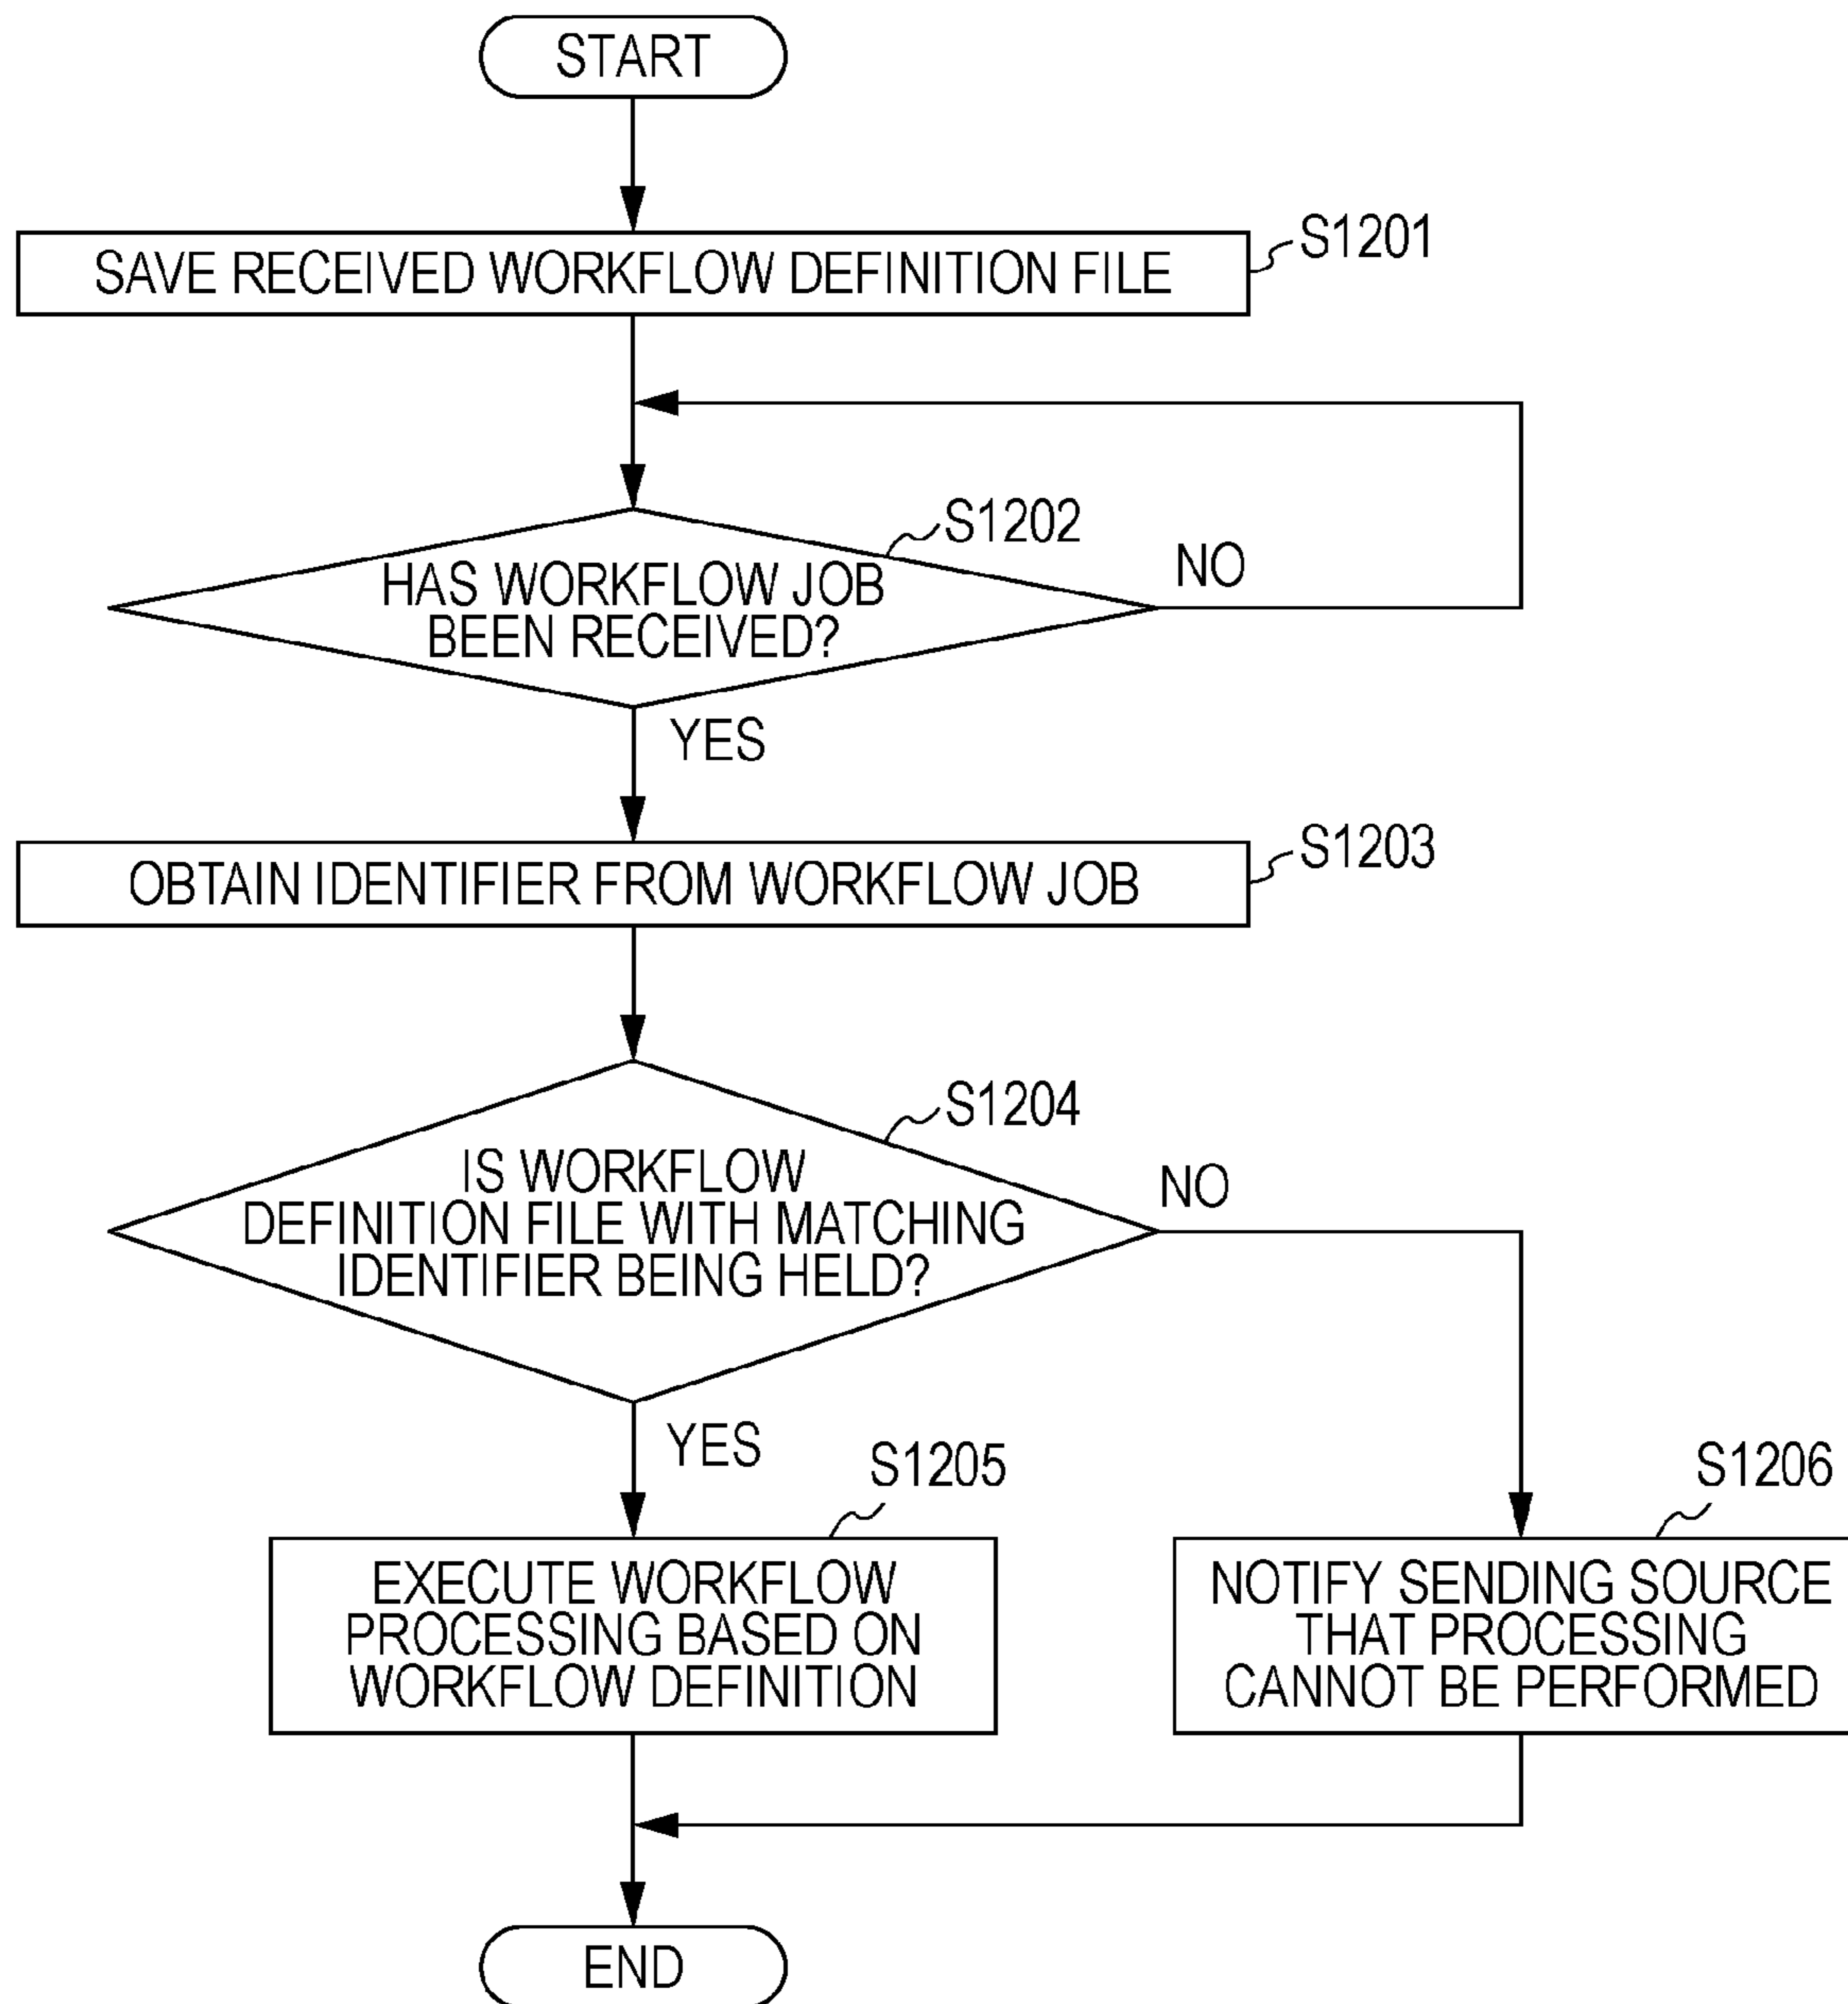 START
SAVE RECEIVED WORKFLOW DEFINITION FILE
S1201
S1202
HAS WORKFLOW JOB
BEEN RECEIVED?
NO
YES
OBTAIN IDENTIFIER FROM WORKFLOW JOB
S1203
S1204
IS WORKFLOW
DEFINITION FILE WITH MATCHING
IDENTIFIER BEING HELD?
NO
YES
S1205
EXECUTE WORKFLOW
PROCESSING BASED ON
WORKFLOW DEFINITION
S1206
NOTIFY SENDING SOURCE
THAT PROCESSING
CANNOT BE PERFORMED
END